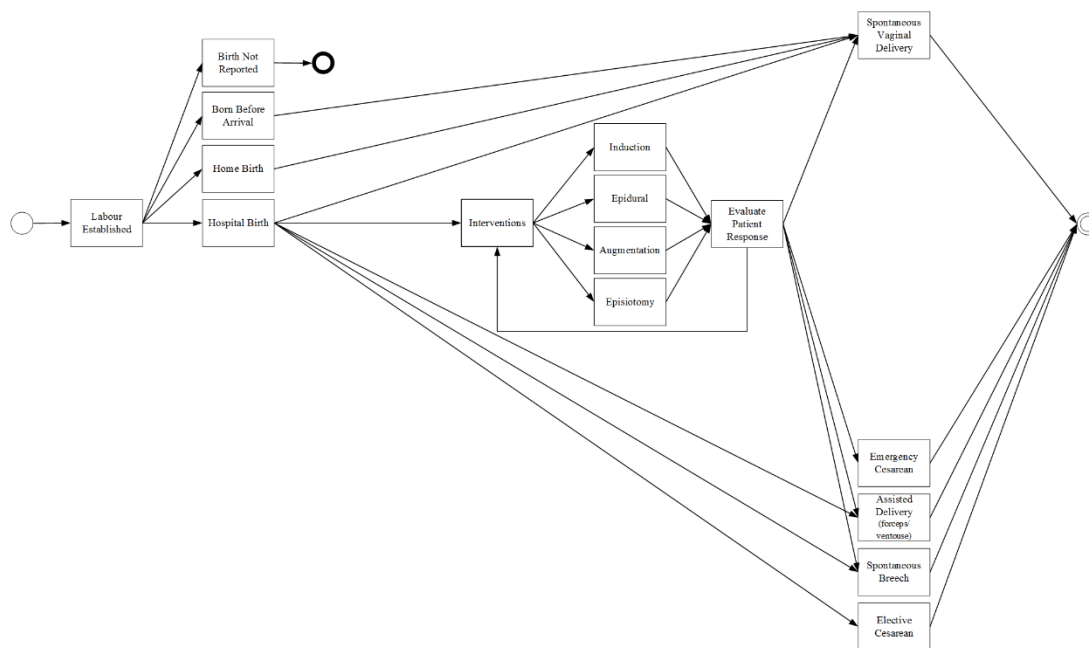 Birth Not
Reported
Born Before
Arrival
Home Birth
Labour
Established
Hospital Birth
Interventions
Induction
Epidural
Augmentation
Episiotomy
Evaluate
Patient
Response
Spontaneous
Vaginal
Delivery
Emergency
Cesarean
Assisted
Delivery
(forceps/
ventouse)
Spontaneous
Breech
Elective
Cesarean